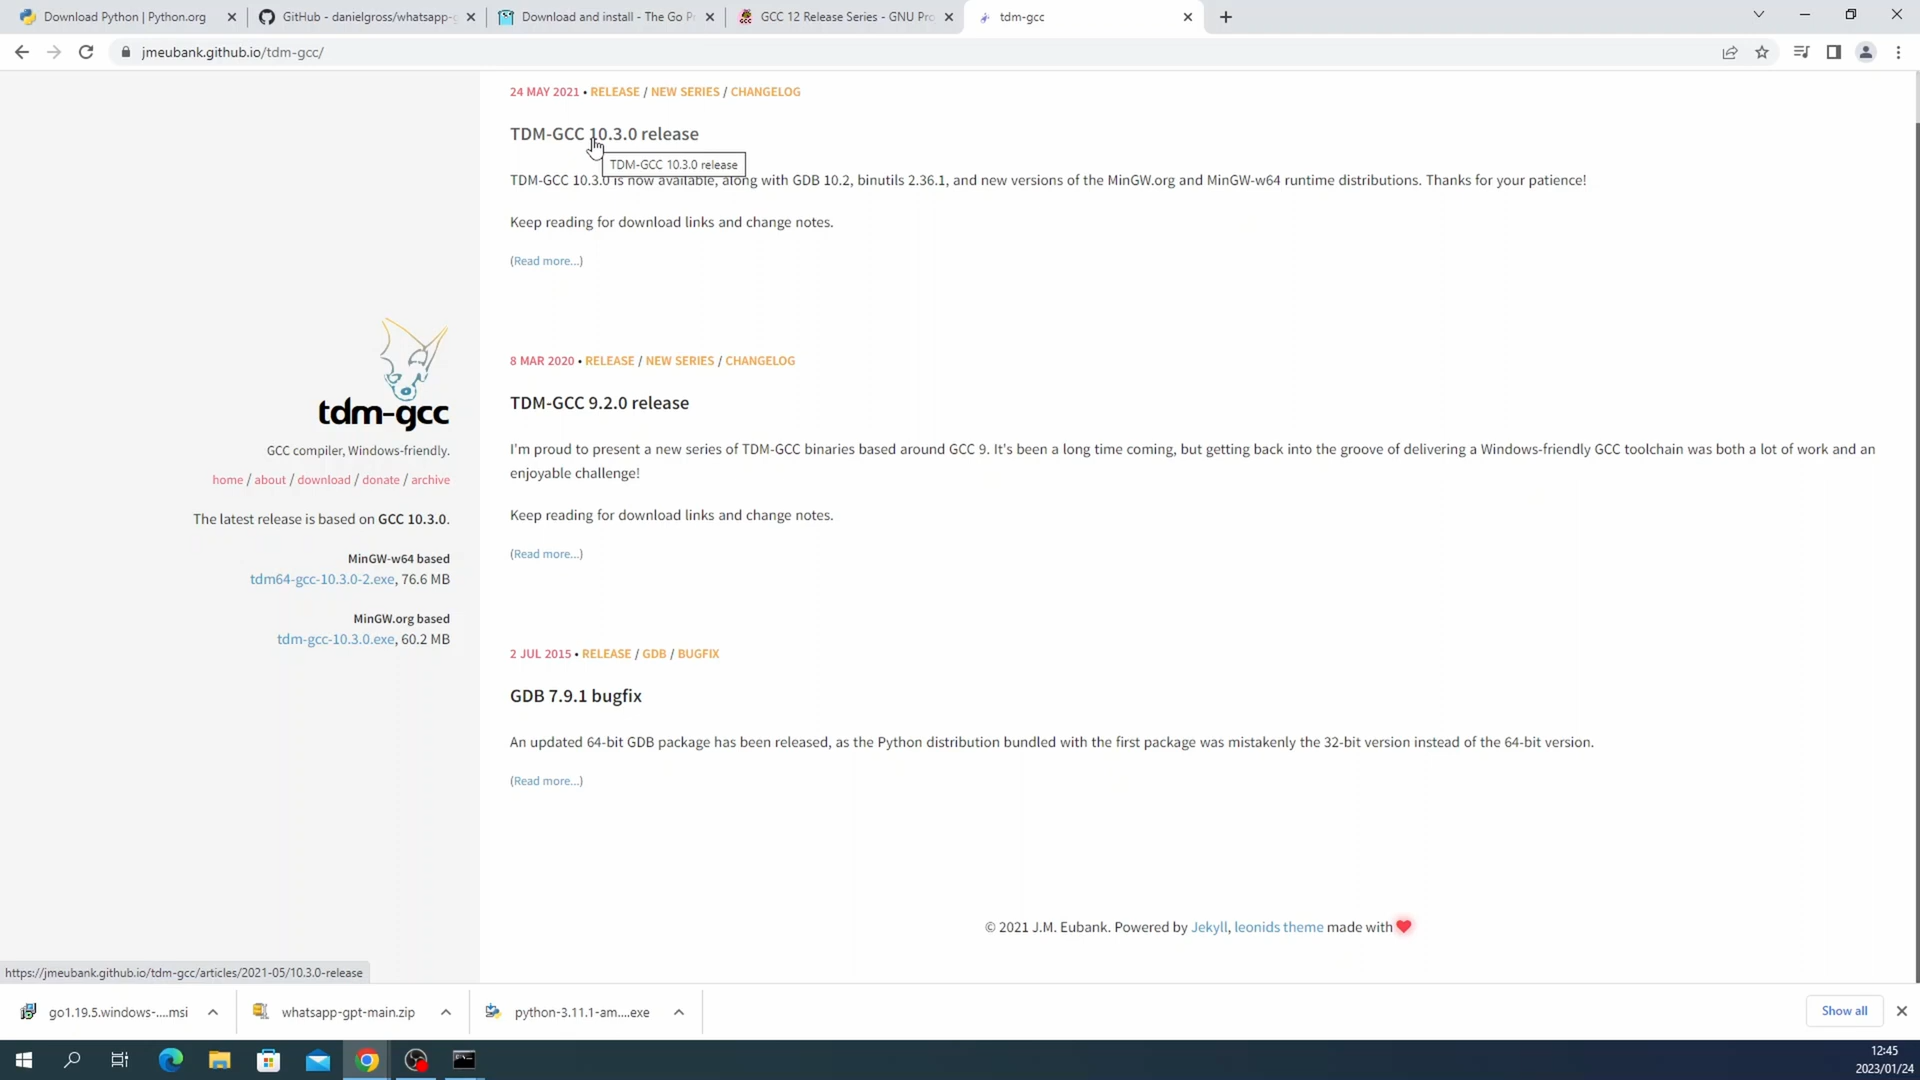 Download Python | Python.org
GitHub - danielgross/whatsapp-g
Download and install - The Go P
GCC 12 Release Series - GNU Pro
tdm-gcc
jmeubank.github.io/tdm-gcc/
24 MAY 2021 • RELEASE / NEW SERIES / CHANGELOG
TDM-GCC 10.3.0 release
TDM-GCC 10.3.0 release
TDM-GCC 10.3.0 is now available, along with GDB 10.2, binutils 2.36.1, and new versions of the MinGW.org and MinGW-w64 runtime distributions. Thanks for your patience!
Keep reading for download links and change notes.
(Read more...)
tdm-gcc
GCC compiler, Windows-friendly.
home / about / download / donate / archive
The latest release is based on GCC 10.3.0.
MinGW-w64 based
tdm64-gcc-10.3.0-2.exe, 76.6 MB
MinGW.org based
tdm-gcc-10.3.0.exe, 60.2 MB
8 MAR 2020 • RELEASE / NEW SERIES / CHANGELOG
TDM-GCC 9.2.0 release
I'm proud to present a new series of TDM-GCC binaries based around GCC 9. It's been a long time coming, but getting back into the groove of delivering a Windows-friendly GCC toolchain was both a lot of work and an
enjoyable challenge!
Keep reading for download links and change notes.
(Read more...)
2 JUL 2015 • RELEASE / GDB / BUGFIX
GDB 7.9.1 bugfix
An updated 64-bit GDB package has been released, as the Python distribution bundled with the first package was mistakenly the 32-bit version instead of the 64-bit version.
(Read more...)
© 2021 J.M. Eubank. Powered by Jekyll, leonids theme made with ❤
https://jmeubank.github.io/tdm-gcc/articles/2021-05/10.3.0-release
go1.19.5.windows-....msi
whatsapp-gpt-main.zip
python-3.11.1-am....exe
Show all
12:45
2023/01/24